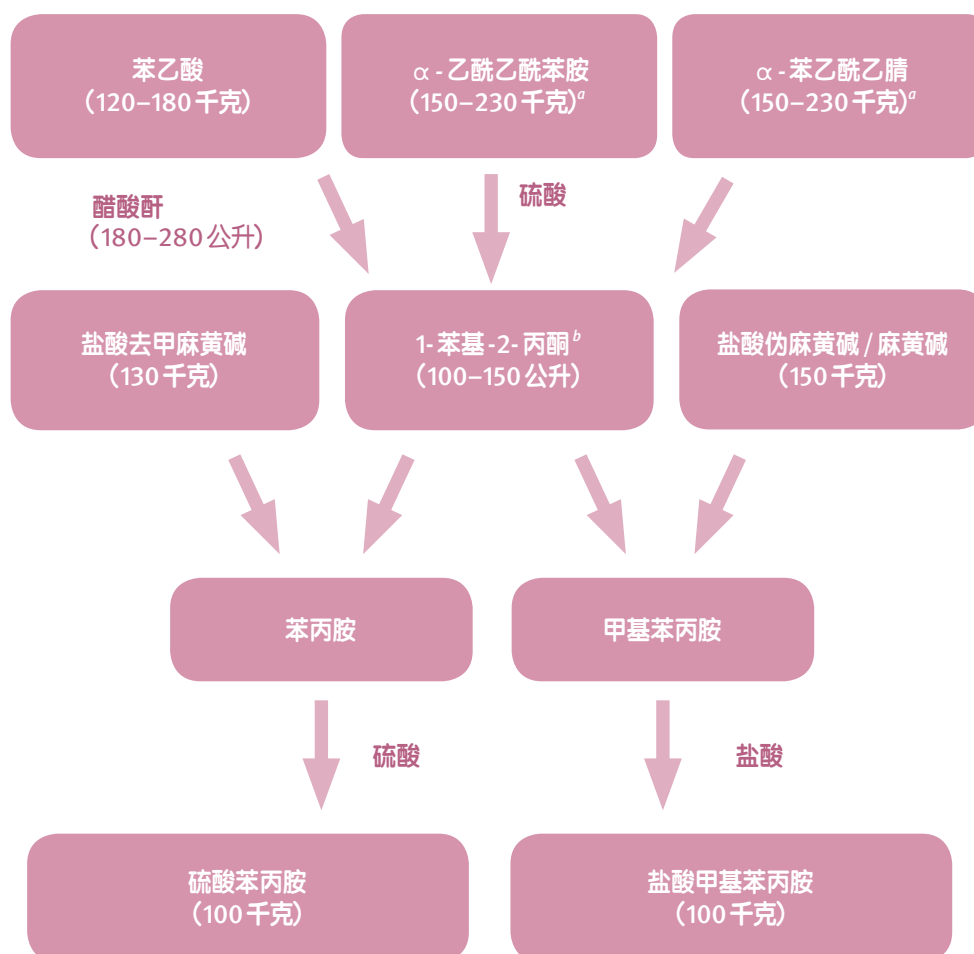 苯乙酸
（120–180 千克）
α - 乙酰乙酰苯胺
（150–230 千克）a
α - 苯乙酰乙腈
（150–230 千克）a
醋酸酐
（180–280 公升）
硫酸
盐酸去甲麻黄碱
（130 千克）
1- 苯基 -2- 丙酮 b
（100–150 公升）
盐酸伪麻黄碱 / 麻黄碱
（150 千克）
苯丙胺
甲基苯丙胺
硫酸
盐酸
硫酸苯丙胺
（100 千克）
盐酸甲基苯丙胺
（100 千克）